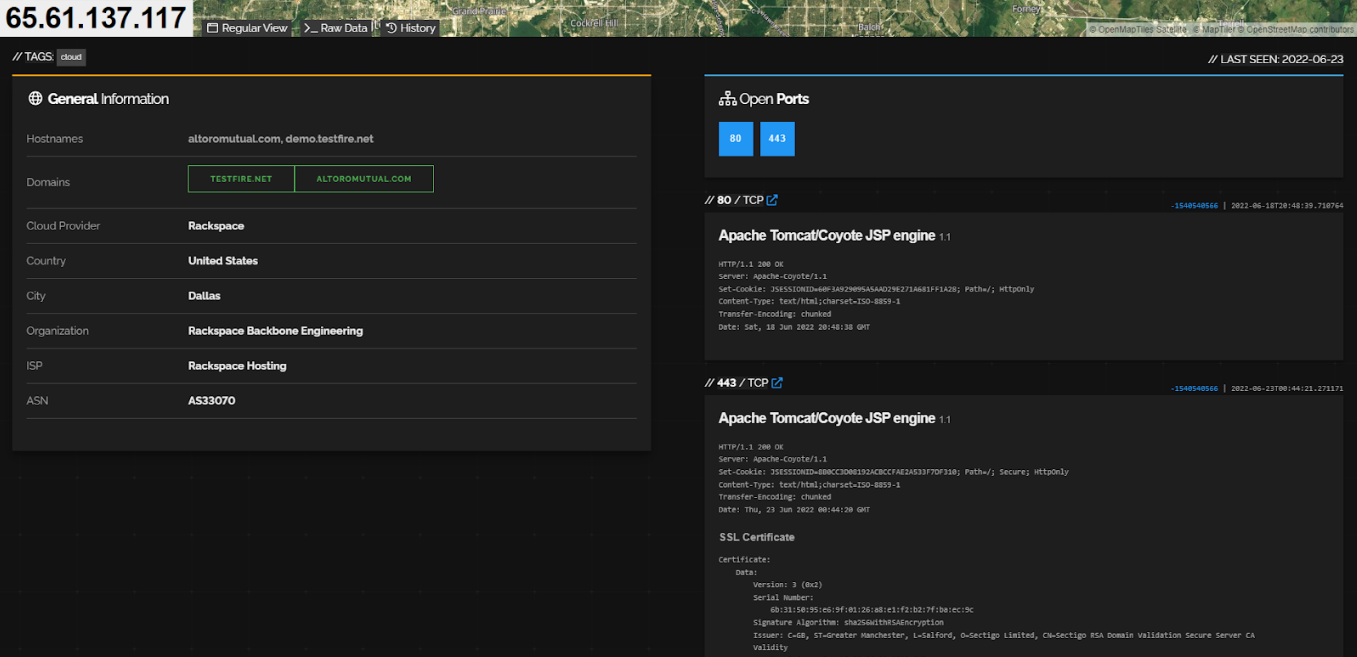 65.61.137.117
Regular View
>_ Raw Data
History
Grand Prairie
Cockrell Hill
Balch
Forney
Terrell
© OpenMapTiles Satellite © MapTiler © OpenStreetMap contributors
// TAGS: cloud
// LAST SEEN: 2022-06-23
General Information
Hostnames altoromutual.com, demo.testfire.net
Domains TESTFIRE.NET ALTOROMUTUAL.COM
Cloud Provider Rackspace
Country United States
City Dallas
Organization Rackspace Backbone Engineering
ISP Rackspace Hosting
ASN AS33070
Open Ports
80 443
// 80 / TCP
-1540540566 | 2022-06-18T20:48:39.710764
Apache Tomcat/Coyote JSP engine 1.1
HTTP/1.1 200 OK
Server: Apache-Coyote/1.1
Set-Cookie: JSESSIONID=60F3A929095A5AAD29E271A681FF1A28; Path=/; HttpOnly
Content-Type: text/html;charset=ISO-8859-1
Transfer-Encoding: chunked
Date: Sat, 18 Jun 2022 20:48:38 GMT
// 443 / TCP
-1540540566 | 2022-06-23T00:44:21.271171
Apache Tomcat/Coyote JSP engine 1.1
HTTP/1.1 200 OK
Server: Apache-Coyote/1.1
Set-Cookie: JSESSIONID=8D0CC3D08192ACBCCFAE2A533F7DF310; Path=/; Secure; HttpOnly
Content-Type: text/html;charset=ISO-8859-1
Transfer-Encoding: chunked
Date: Thu, 23 Jun 2022 00:44:20 GMT
SSL Certificate
Certificate:
Data:
Version: 3 (0x2)
Serial Number:
6b:31:50:95:e6:9f:01:26:a8:e1:f2:b2:7f:ba:ec:9c
Signature Algorithm: sha256WithRSAEncryption
Issuer: C=GB, ST=Greater Manchester, L=Salford, O=Sectigo Limited, CN=Sectigo RSA Domain Validation Secure Server CA
Validity